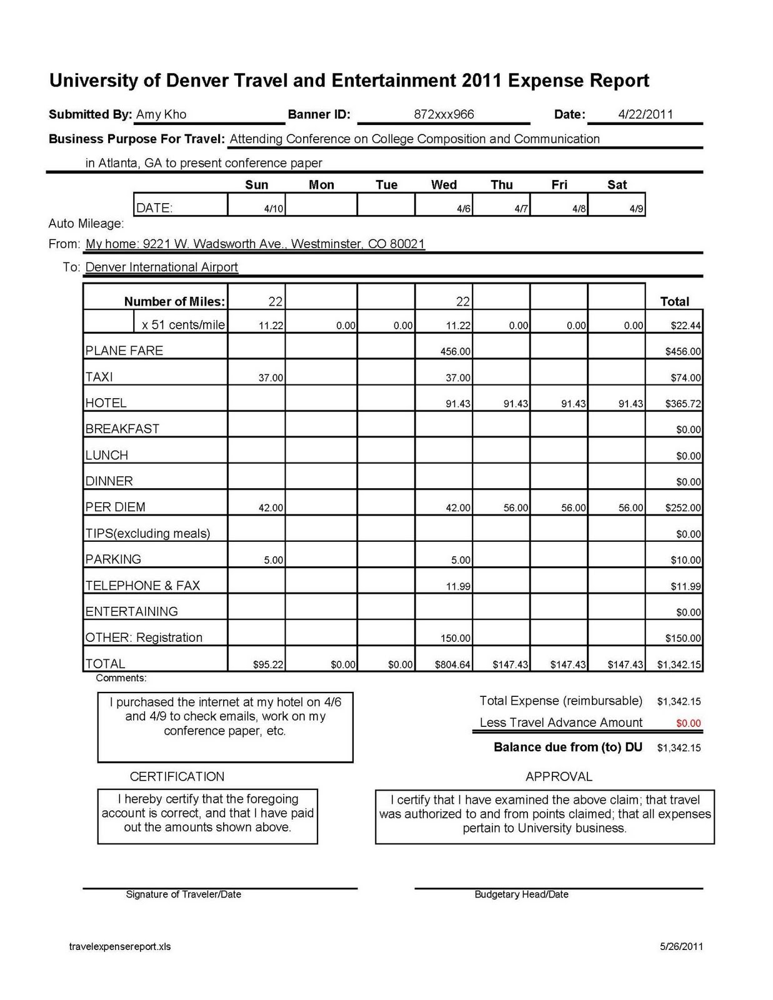 University of Denver Travel and Entertainment 2011 Expense Report
Submitted By: Amy Kho Banner ID: 872xxx966 Date: 4/22/2011
Business Purpose For Travel: Attending Conference on College Composition and Communication
in Atlanta, GA to present conference paper
Sun Mon Tue Wed Thu Fri Sat
DATE: 4/10 4/6 4/7 4/8 4/9
Auto Mileage:
From: My home: 9221 W. Wadsworth Ave., Westminster, CO 80021
To: Denver International Airport
Number of Miles: 22 22 Total
x 51 cents/mile 11.22 0.00 0.00 11.22 0.00 0.00 0.00 $22.44
PLANE FARE 456.00 $456.00
TAXI 37.00 37.00 $74.00
HOTEL 91.43 91.43 91.43 91.43 $365.72
BREAKFAST $0.00
LUNCH $0.00
DINNER $0.00
PER DIEM 42.00 42.00 56.00 56.00 56.00 $252.00
TIPS(excluding meals) $0.00
PARKING 5.00 5.00 $10.00
TELEPHONE & FAX 11.99 $11.99
ENTERTAINING $0.00
OTHER: Registration 150.00 $150.00
TOTAL $95.22 $0.00 $0.00 $804.64 $147.43 $147.43 $147.43 $1,342.15
Comments:
I purchased the internet at my hotel on 4/6
and 4/9 to check emails, work on my
conference paper, etc.
Total Expense (reimbursable) $1,342.15
Less Travel Advance Amount $0.00
Balance due from (to) DU $1,342.15
CERTIFICATION
I hereby certify that the foregoing
account is correct, and that I have paid
out the amounts shown above.
APPROVAL
I certify that I have examined the above claim; that travel
was authorized to and from points claimed; that all expenses
pertain to University business.
Signature of Traveler/Date
Budgetary Head/Date
travelexpensereport.xls 5/26/2011